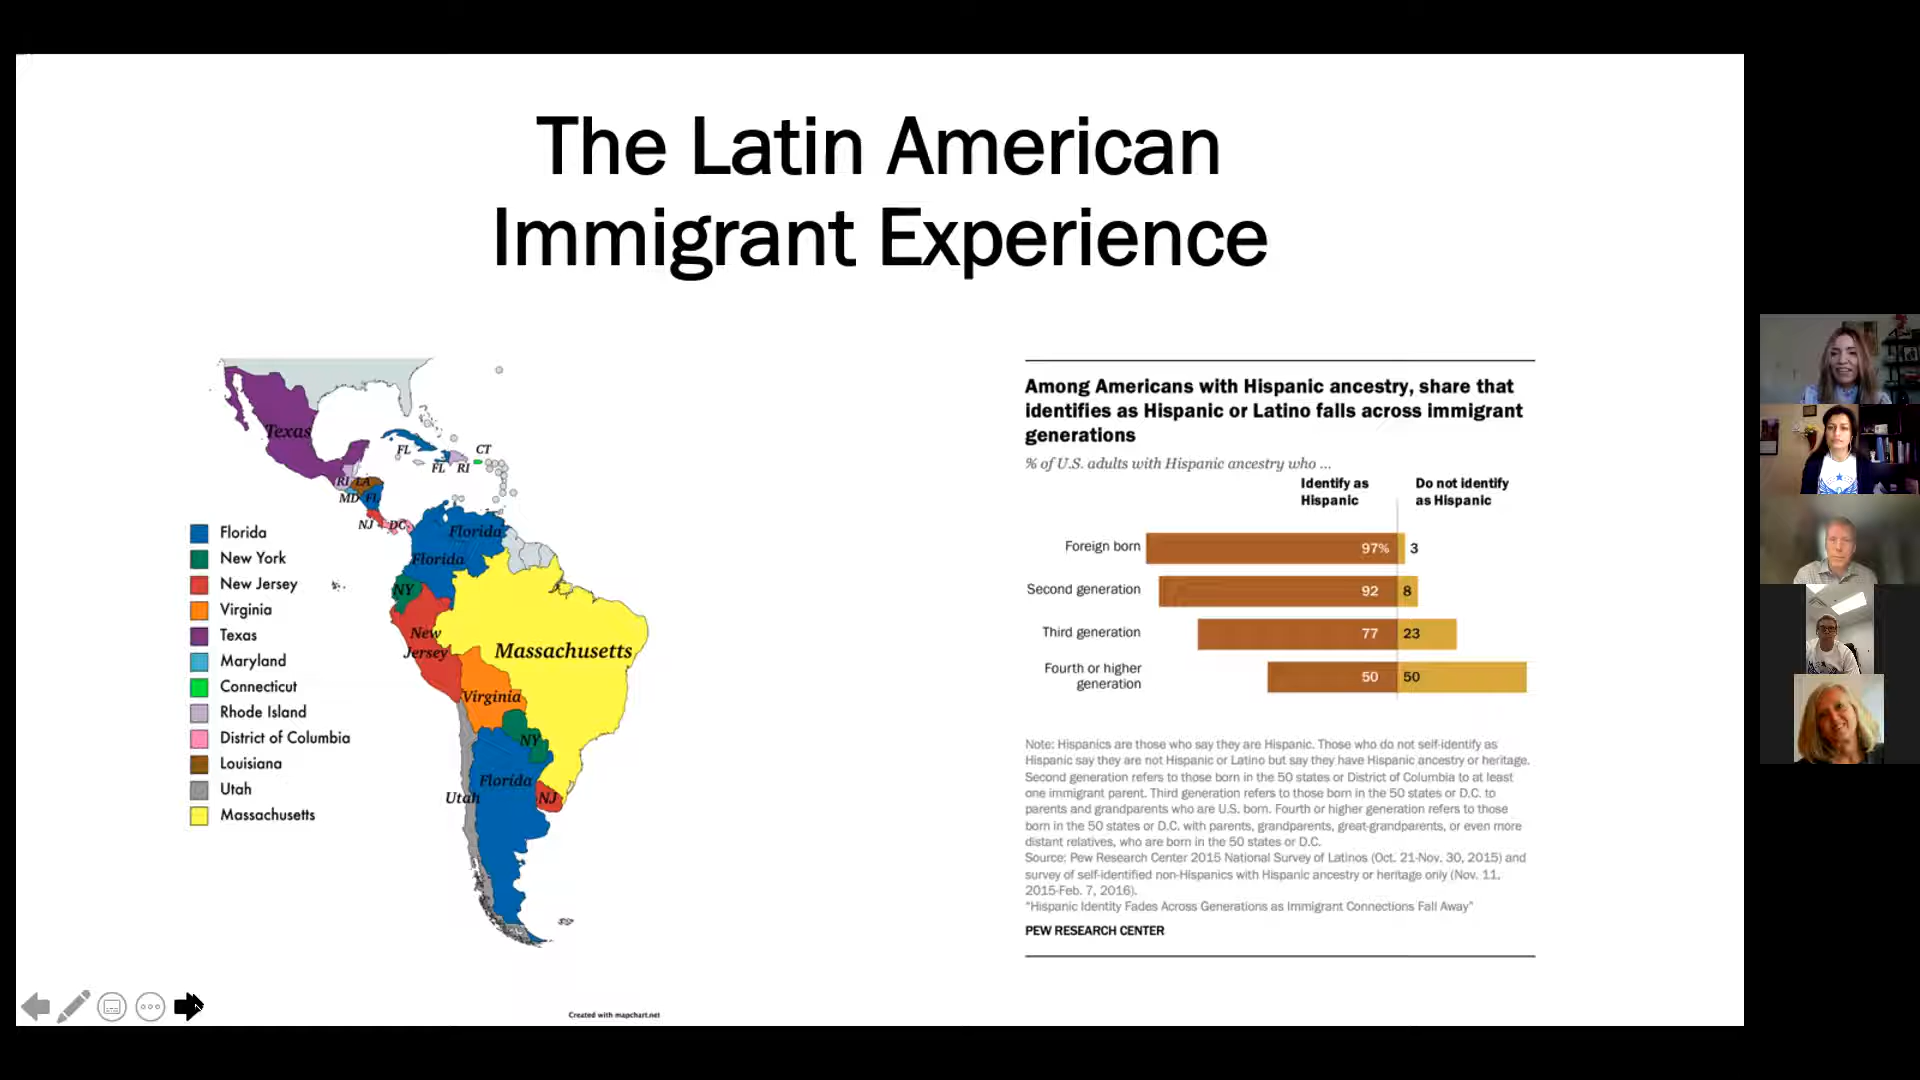 The Latin American
Immigrant Experience
Texas
FL
FL
RI
CT
RI
LA
MD
FL
NJ
DC
Florida
Florida
NY
New
Jersey
Massachusetts
Virginia
NY
Florida
Utah
NJ
Florida
New York
New Jersey
Virginia
Texas
Maryland
Connecticut
Rhode Island
District of Columbia
Louisiana
Utah
Massachusetts
Created with mapchart.net
Among Americans with Hispanic ancestry, share that
identifies as Hispanic or Latino falls across immigrant
generations
% of U.S. adults with Hispanic ancestry who ...
Identify as
Hispanic
Do not identify
as Hispanic
Foreign born 97% 3
Second generation 92 8
Third generation 77 23
Fourth or higher
generation 50 50
Note: Hispanics are those who say they are Hispanic. Those who do not self-identify as
Hispanic say they are not Hispanic or Latino but say they have Hispanic ancestry or heritage.
Second generation refers to those born in the 50 states or District of Columbia to at least
one immigrant parent. Third generation refers to those born in the 50 states or D.C. to
parents and grandparents who are U.S. born. Fourth or higher generation refers to those
born in the 50 states or D.C. with parents, grandparents, great-grandparents, or even more
distant relatives, who are born in the 50 states or D.C.
Source: Pew Research Center 2015 National Survey of Latinos (Oct. 21-Nov. 30, 2015) and
survey of self-identified non-Hispanics with Hispanic ancestry or heritage only (Nov. 11,
2015-Feb. 7, 2016).
“Hispanic Identity Fades Across Generations as Immigrant Connections Fall Away”
PEW RESEARCH CENTER